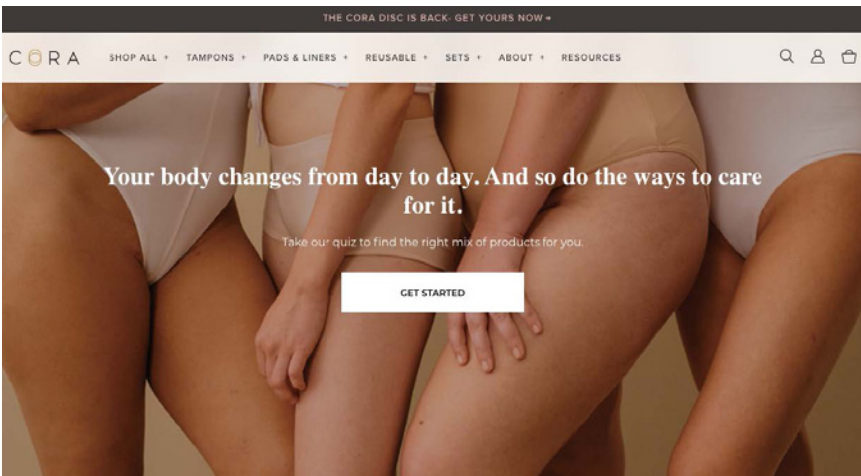 THE CORA DISC IS BACK- GET YOURS NOW →
CORA SHOP ALL + TAMPONS + PADS & LINERS + REUSABLE + SETS + ABOUT + RESOURCES
Your body changes from day to day. And so do the ways to care
for it.
Take our quiz to find the right mix of products for you.
GET STARTED